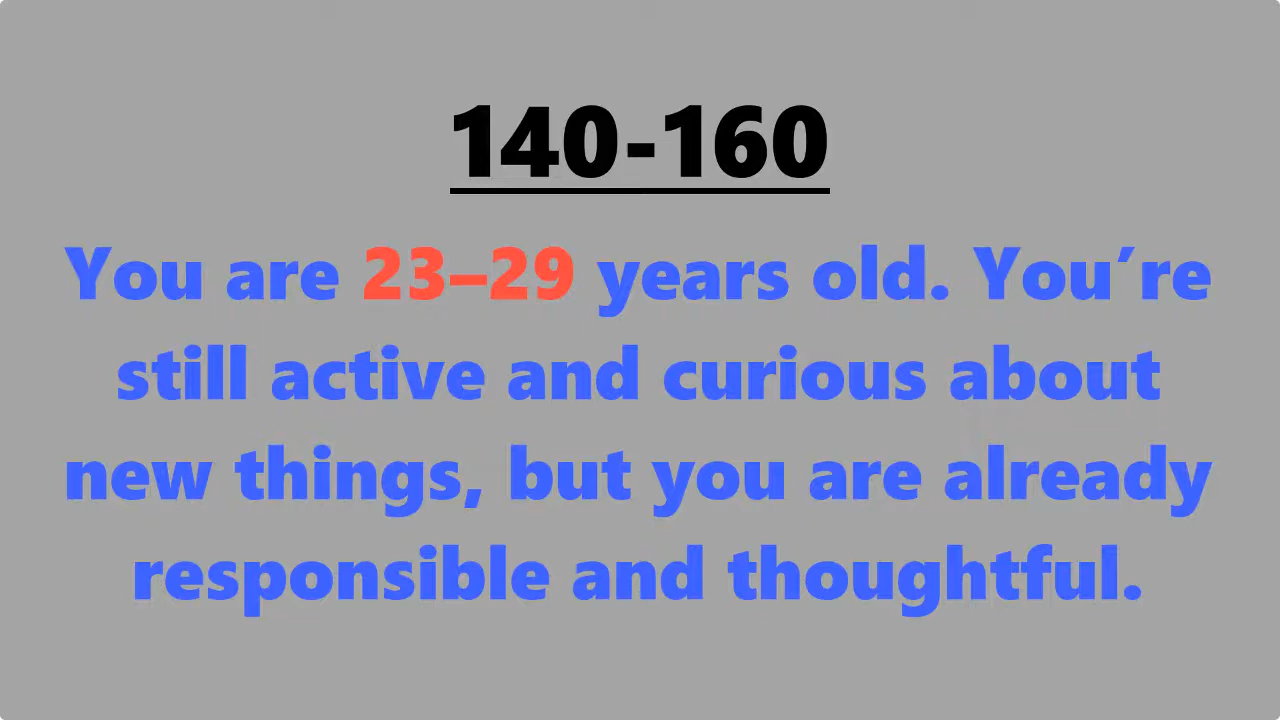 140-160
You are 23–29 years old. You´re
still active and curious about
new things, but you are already
responsible and thoughtful.